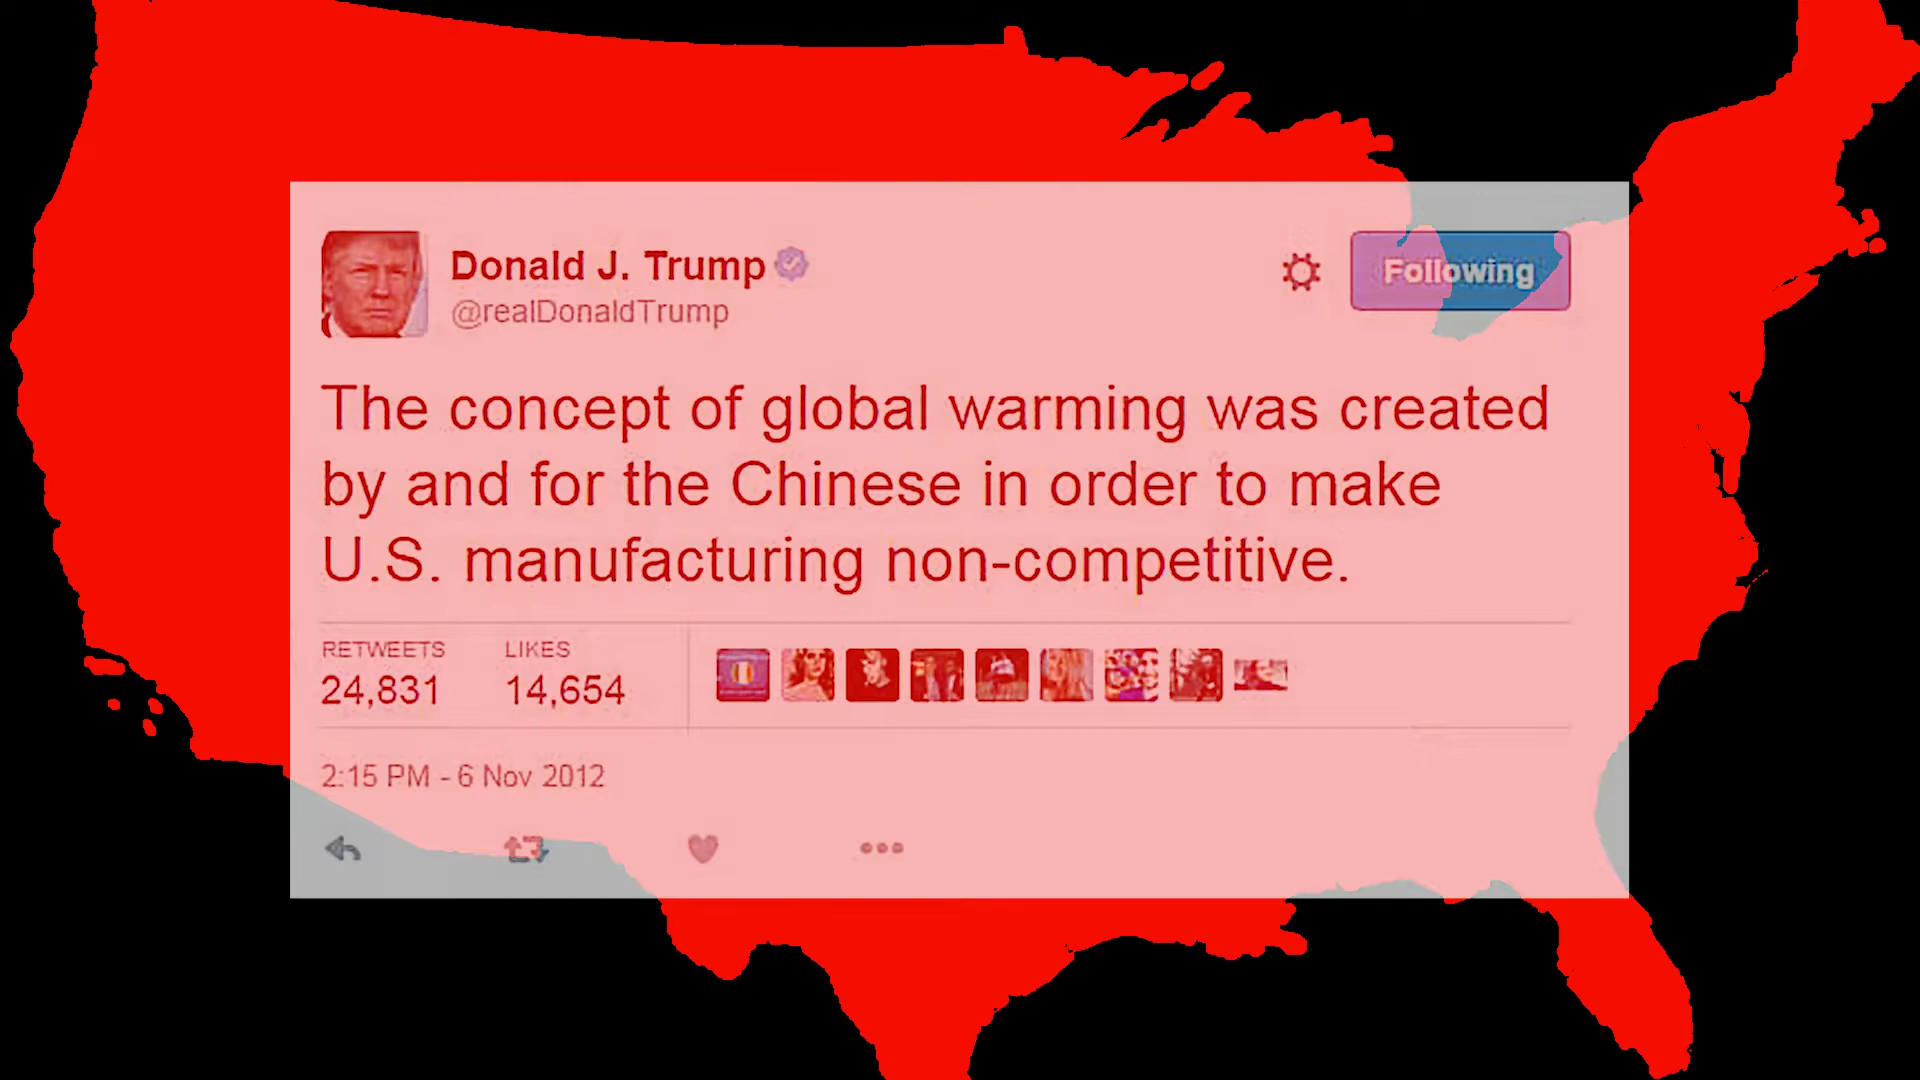 Donald J. Trump
@realDonaldTrump
Following
The concept of global warming was created
by and for the Chinese in order to make
U.S. manufacturing non-competitive.
RETWEETS LIKES
24,831 14,654
2:15 PM - 6 Nov 2012